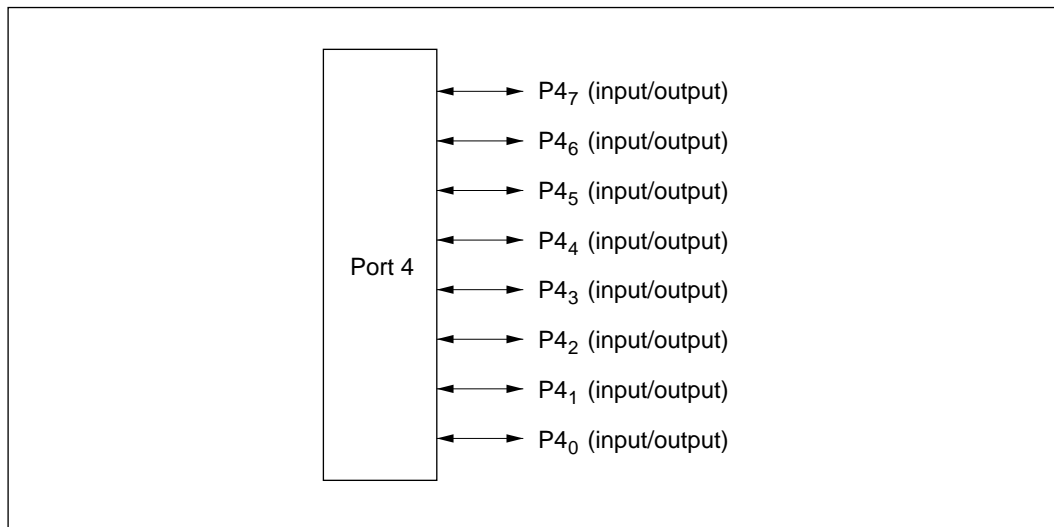 P4₇ (input/output)
P4₆ (input/output)
P4₅ (input/output)
P4₄ (input/output)
Port 4
P4₃ (input/output)
P4₂ (input/output)
P4₁ (input/output)
P4₀ (input/output)